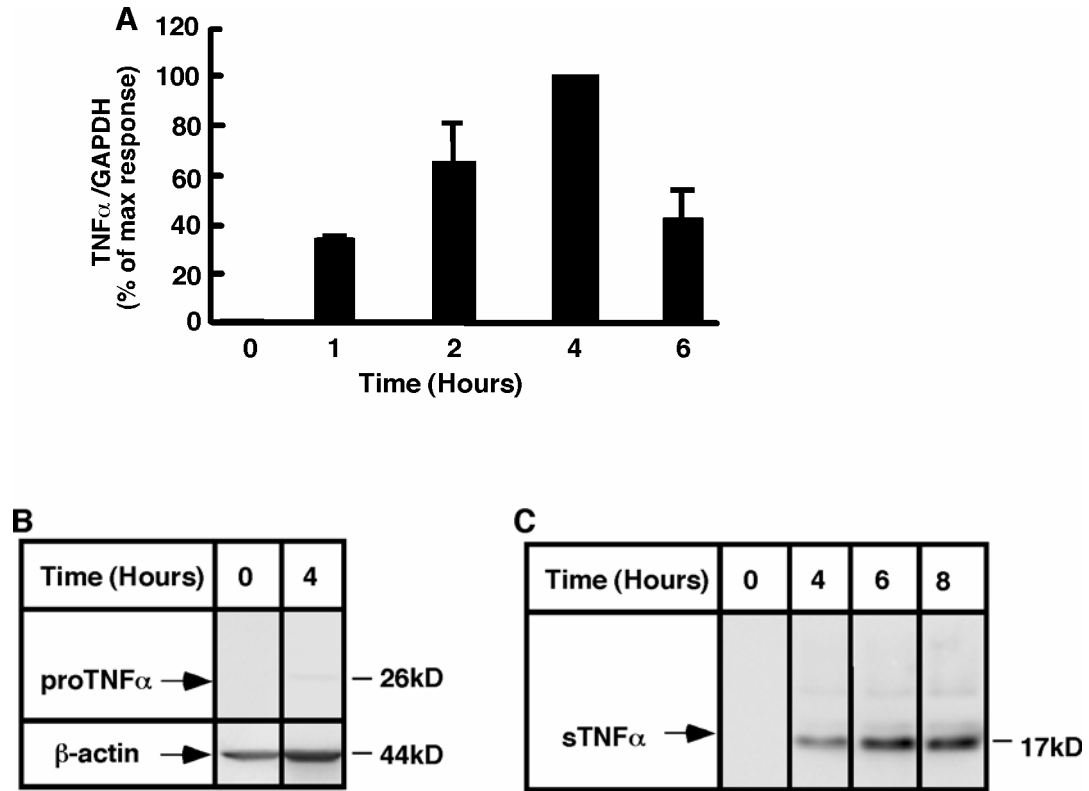 A
120
100
80
60
40
20
0
TNFα /GAPDH
(% of max response)
0 1 2 4 6
Time (Hours)
B
Time (Hours) 0 4
proTNFα 26kD
β-actin 44kD
C
Time (Hours) 0 4 6 8
sTNFα 17kD